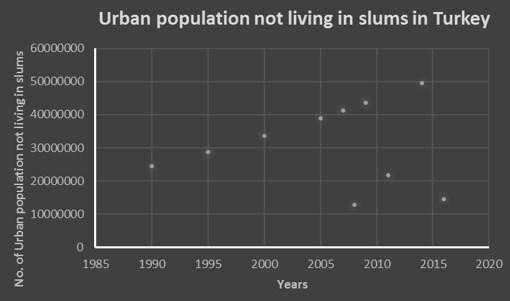 Urban population not living in slums in Turkey
No. of Urban population not living in slums
60000000
50000000
40000000
30000000
20000000
10000000
0
1985 1990 1995 2000 2005 2010 2015 2020
Years